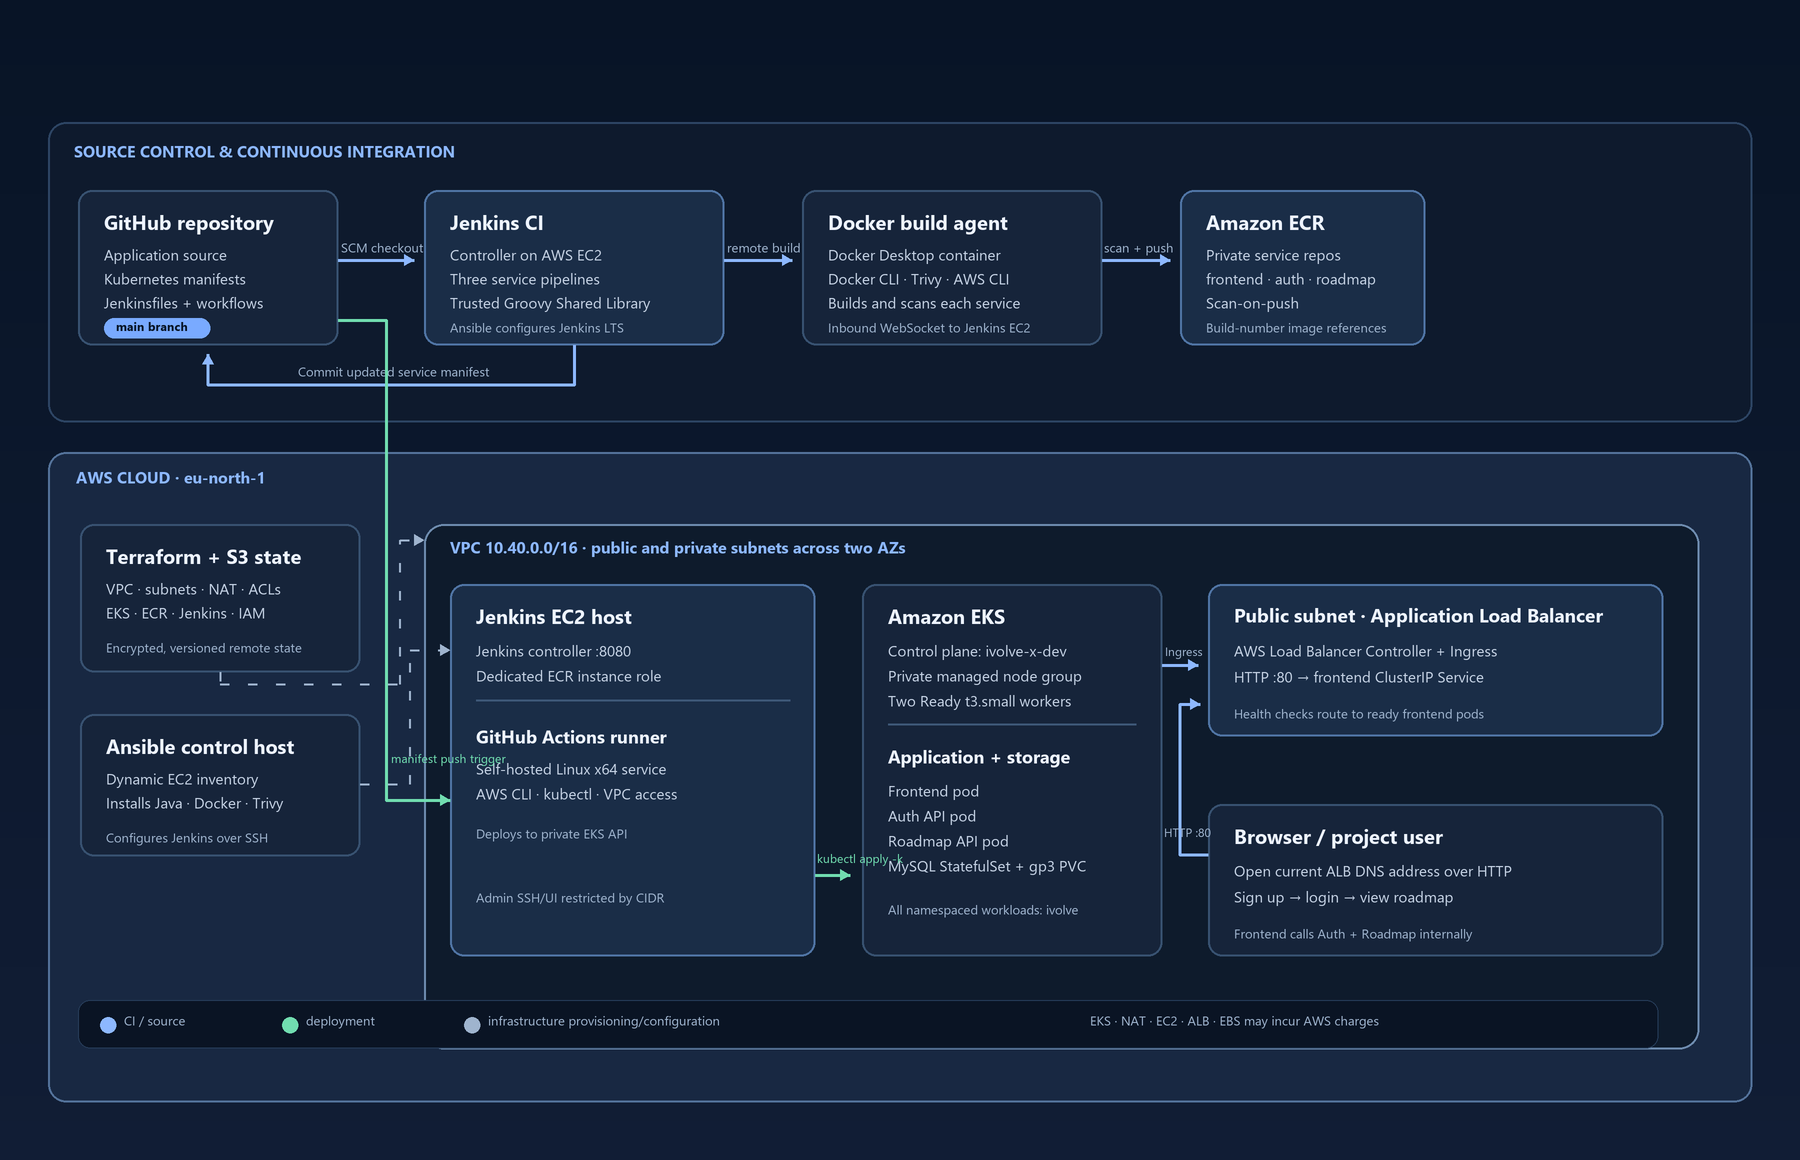 SOURCE CONTROL & CONTINUOUS INTEGRATION
GitHub repository
Application source
Kubernetes manifests
Jenkinsfiles + workflows
main branch
SCM checkout
Jenkins CI
Controller on AWS EC2
Three service pipelines
Trusted Groovy Shared Library
Ansible configures Jenkins LTS
remote build
Docker build agent
Docker Desktop container
Docker CLI · Trivy · AWS CLI
Builds and scans each service
Inbound WebSocket to Jenkins EC2
scan + push
Amazon ECR
Private service repos
frontend · auth · roadmap
Scan-on-push
Build-number image references
Commit updated service manifest
AWS CLOUD · eu-north-1
Terraform + S3 state
VPC · subnets · NAT · ACLs
EKS · ECR · Jenkins · IAM
Encrypted, versioned remote state
Ansible control host
Dynamic EC2 inventory
Installs Java · Docker · Trivy
Configures Jenkins over SSH
VPC 10.40.0.0/16 · public and private subnets across two AZs
Jenkins EC2 host
Jenkins controller :8080
Dedicated ECR instance role
GitHub Actions runner
manifest push trigger
Self-hosted Linux x64 service
AWS CLI · kubectl · VPC access
Deploys to private EKS API
Admin SSH/UI restricted by CIDR
kubectl apply -k
Amazon EKS
Control plane: ivolve-x-dev
Private managed node group
Two Ready t3.small workers
Application + storage
Frontend pod
Auth API pod
Roadmap API pod
MySQL StatefulSet + gp3 PVC
All namespaced workloads: ivolve
Ingress
Public subnet · Application Load Balancer
AWS Load Balancer Controller + Ingress
HTTP :80 → frontend ClusterIP Service
Health checks route to ready frontend pods
HTTP :80
Browser / project user
Open current ALB DNS address over HTTP
Sign up → login → view roadmap
Frontend calls Auth + Roadmap internally
CI / source
deployment
infrastructure provisioning/configuration
EKS · NAT · EC2 · ALB · EBS may incur AWS charges